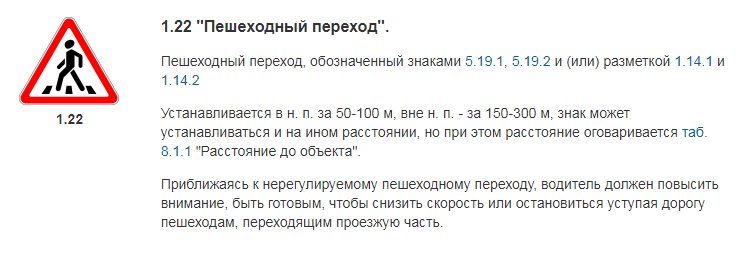 1.22 "Пешеходный переход".
Пешеходный переход, обозначенный знаками 5.19.1, 5.19.2 и (или) разметкой 1.14.1 и
1.14.2
1.22
Устанавливается в н. п. за 50-100 м, вне н. п. - за 150-300 м, знак может
устанавливаться и на ином расстоянии, но при этом расстояние оговаривается таб.
8.1.1 "Расстояние до объекта".
Приближаясь к нерегулируемому пешеходному переходу, водитель должен повысить
внимание, быть готовым, чтобы снизить скорость или остановиться уступая дорогу
пешеходам, переходящим проезжую часть.